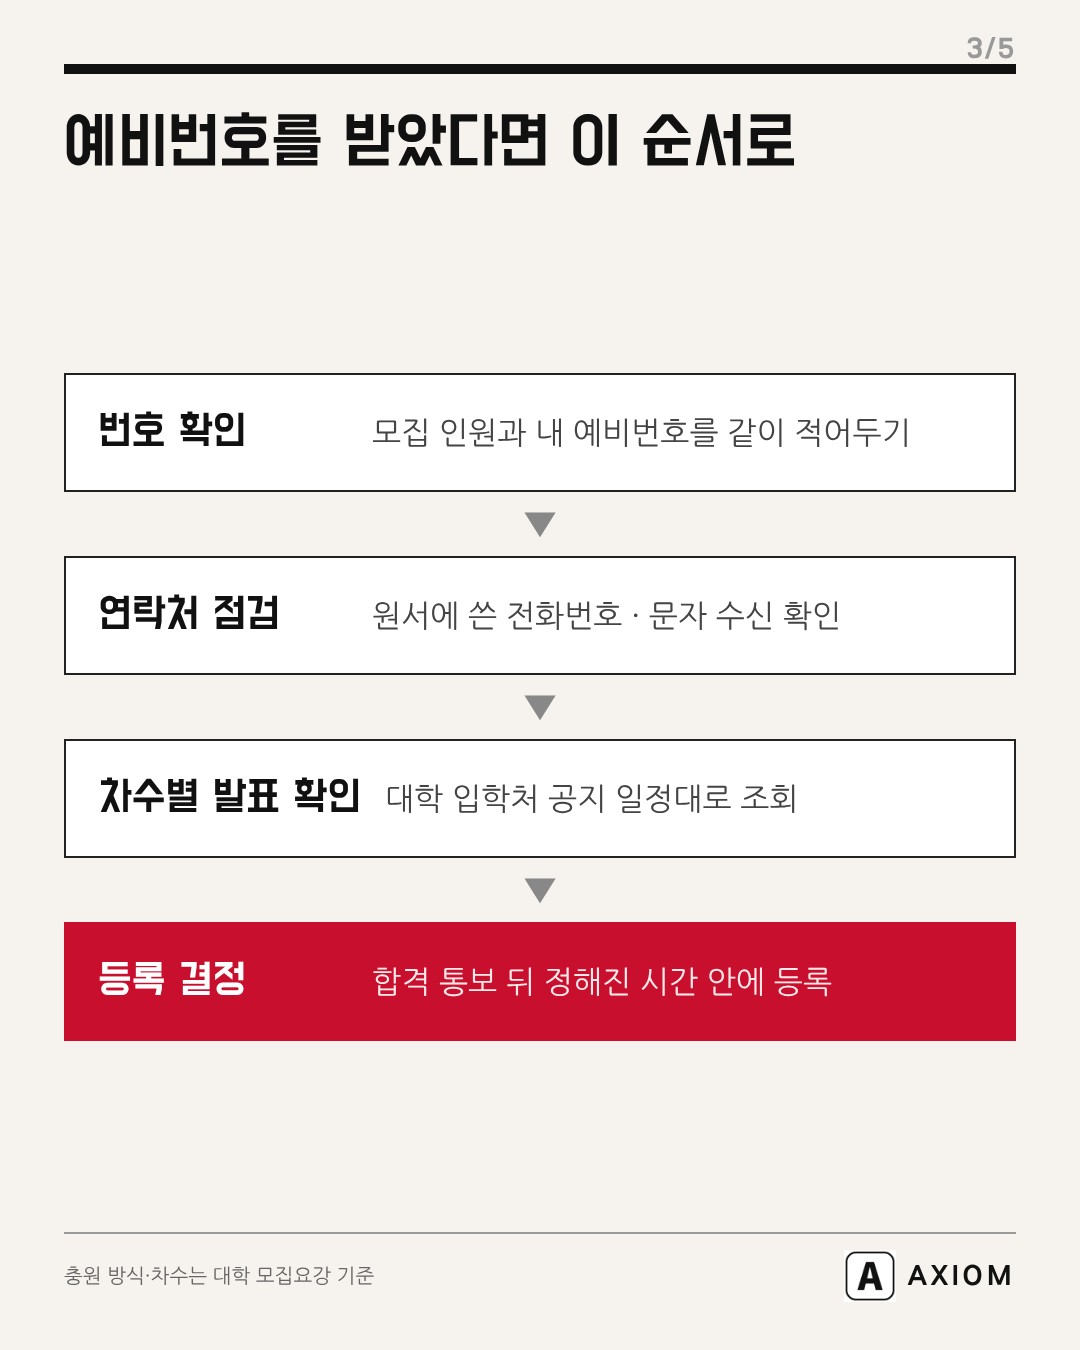 3/5
예비번호를 받았다면 이 순서로
번호 확인 모집 인원과 내 예비번호를 같이 적어두기
연락처 점검 원서에 쓴 전화번호 · 문자 수신 확인
차수별 발표 확인 대학 입학처 공지 일정대로 조회
등록 결정 합격 통보 뒤 정해진 시간 안에 등록
충원 방식·차수는 대학 모집요강 기준
A AXIOM